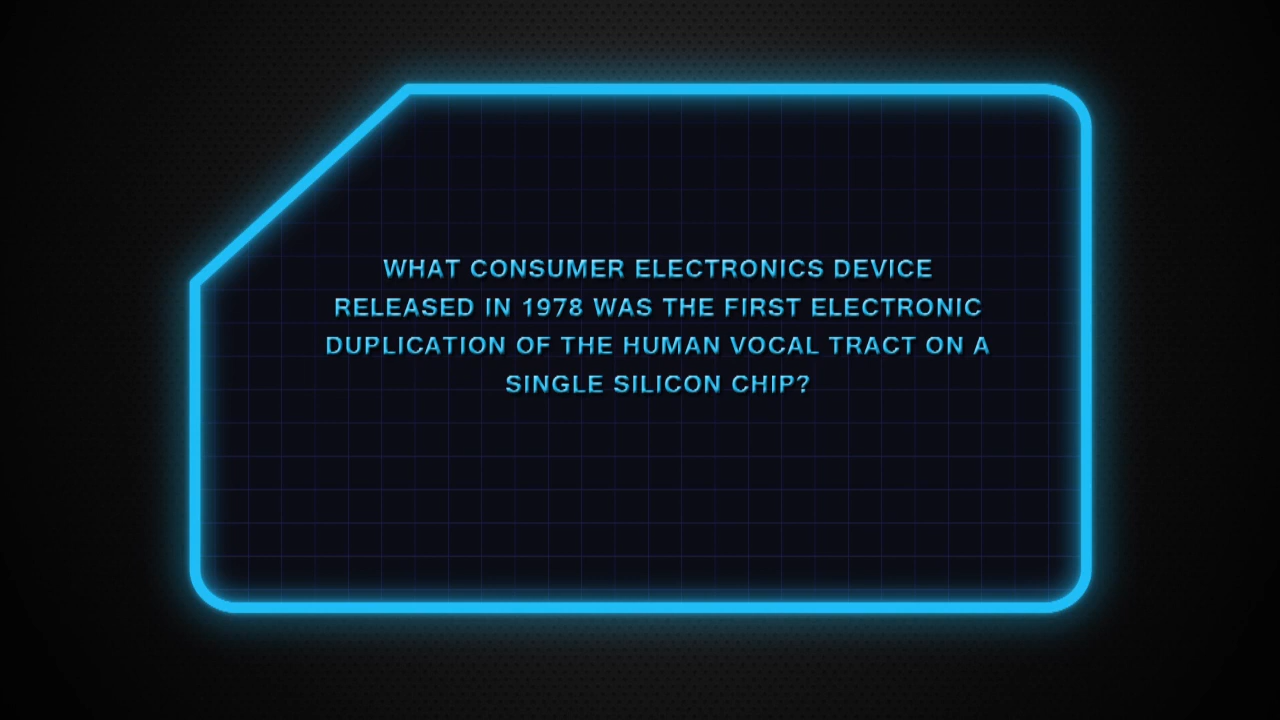 WHAT CONSUMER ELECTRONICS DEVICE
RELEASED IN 1978 WAS THE FIRST ELECTRONIC
DUPLICATION OF THE HUMAN VOCAL TRACT ON A
SINGLE SILICON CHIP?